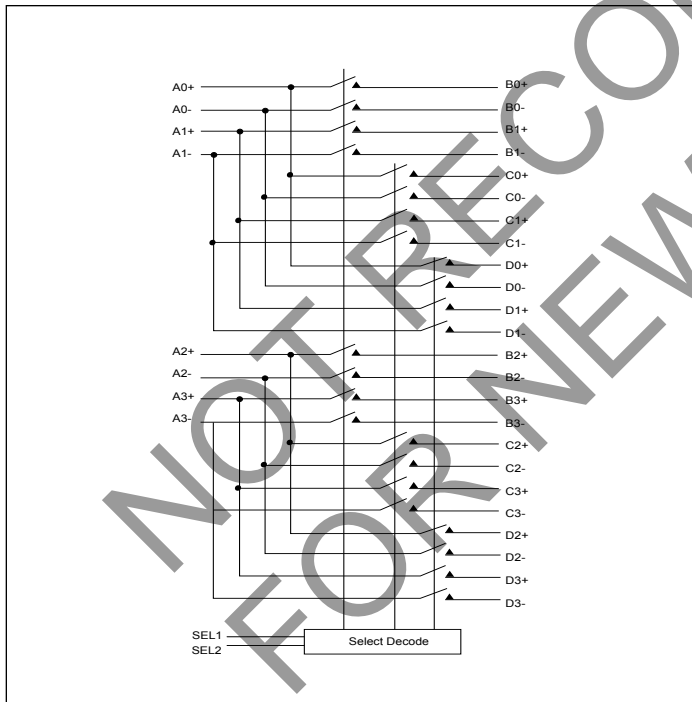 A0+ B0+
A0- B0-
A1+ B1+
A1- B1-
C0+
C0-
C1+
C1-
D0+
D0-
D1+
D1-
A2+ B2+
A2- B2-
A3+ B3+
A3- B3-
C2+
C2-
C3+
C3-
D2+
D2-
D3+
D3-
SEL1
SEL2
Select Decode
NOT
FOR NEW